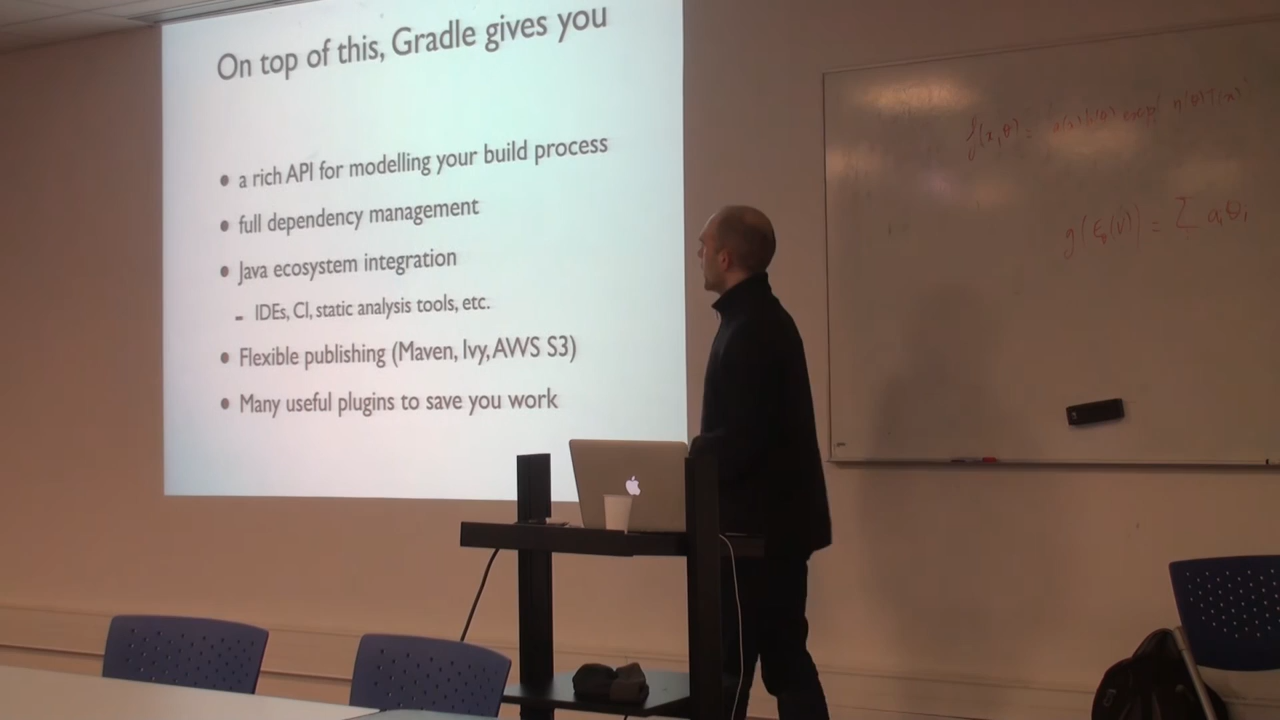 On top of this, Gradle gives you
• a rich API for modelling your build process
• full dependency management
• Java ecosystem integration
- IDEs, CI, static analysis tools, etc.
• Flexible publishing (Maven, Ivy, AWS S3)
• Many useful plugins to save you work
f(x,θ) =
= Σ aᵢθᵢ